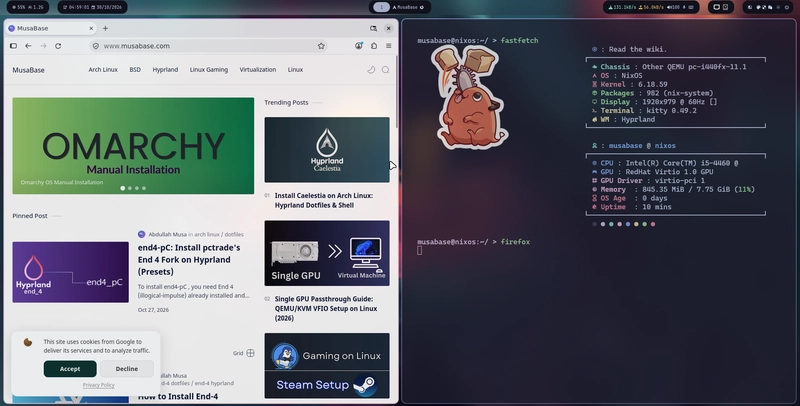 55%
1.2G
04:59:01
30/10/2026
1
MusaBase
131.1kB/s
56.0kB/s
100
MusaBase
www.musabase.com
MusaBase
Arch Linux
BSD
Hyprland
Linux Gaming
Virtualization
Linux
OMARCHY
Manual Installation
Omarchy OS Manual Installation
Pinned Post
Hyprland
end_4
end4_pC
Abdullah Musa in arch linux / dotfiles
end4-pC: Install pctrade's
End 4 Fork on Hyprland
(Presets)
To install end4-pC , you need End 4
(illogical-impulse) already installed and...
Oct 27, 2026
Grid
-4 dotfiles / end-4 hyprland
How to Install End-4
This site uses cookies from Google to
deliver its services and to analyze traffic.
Accept
Decline
Privacy Policy
Trending Posts
Hyprland
Caelestia
01
Install Caelestia on Arch Linux:
Hyprland Dotfiles & Shell
Single GPU
Virtual Machine
02
Single GPU Passthrough Guide:
QEMU/KVM VFIO Setup on Linux
(2026)
Gaming on Linux
Steam Setup
musabase@nixos:~/ > fastfetch
: Read the wiki.
Chassis : Other QEMU pc-i440fx-11.1
OS : NixOS
Kernel : 6.18.59
Packages : 982 (nix-system)
Display : 1920x979 @ 60Hz []
Terminal : kitty 0.49.2
WM : Hyprland
: musabase @ nixos
CPU : Intel(R) Core(TM) i5-4460 @
GPU : RedHat Virtio 1.0 GPU
GPU Driver : virtio-pci 1
Memory : 845.35 MiB / 7.75 GiB (11%)
OS Age : 0 days
Uptime : 10 mins
musabase@nixos:~/ > firefox